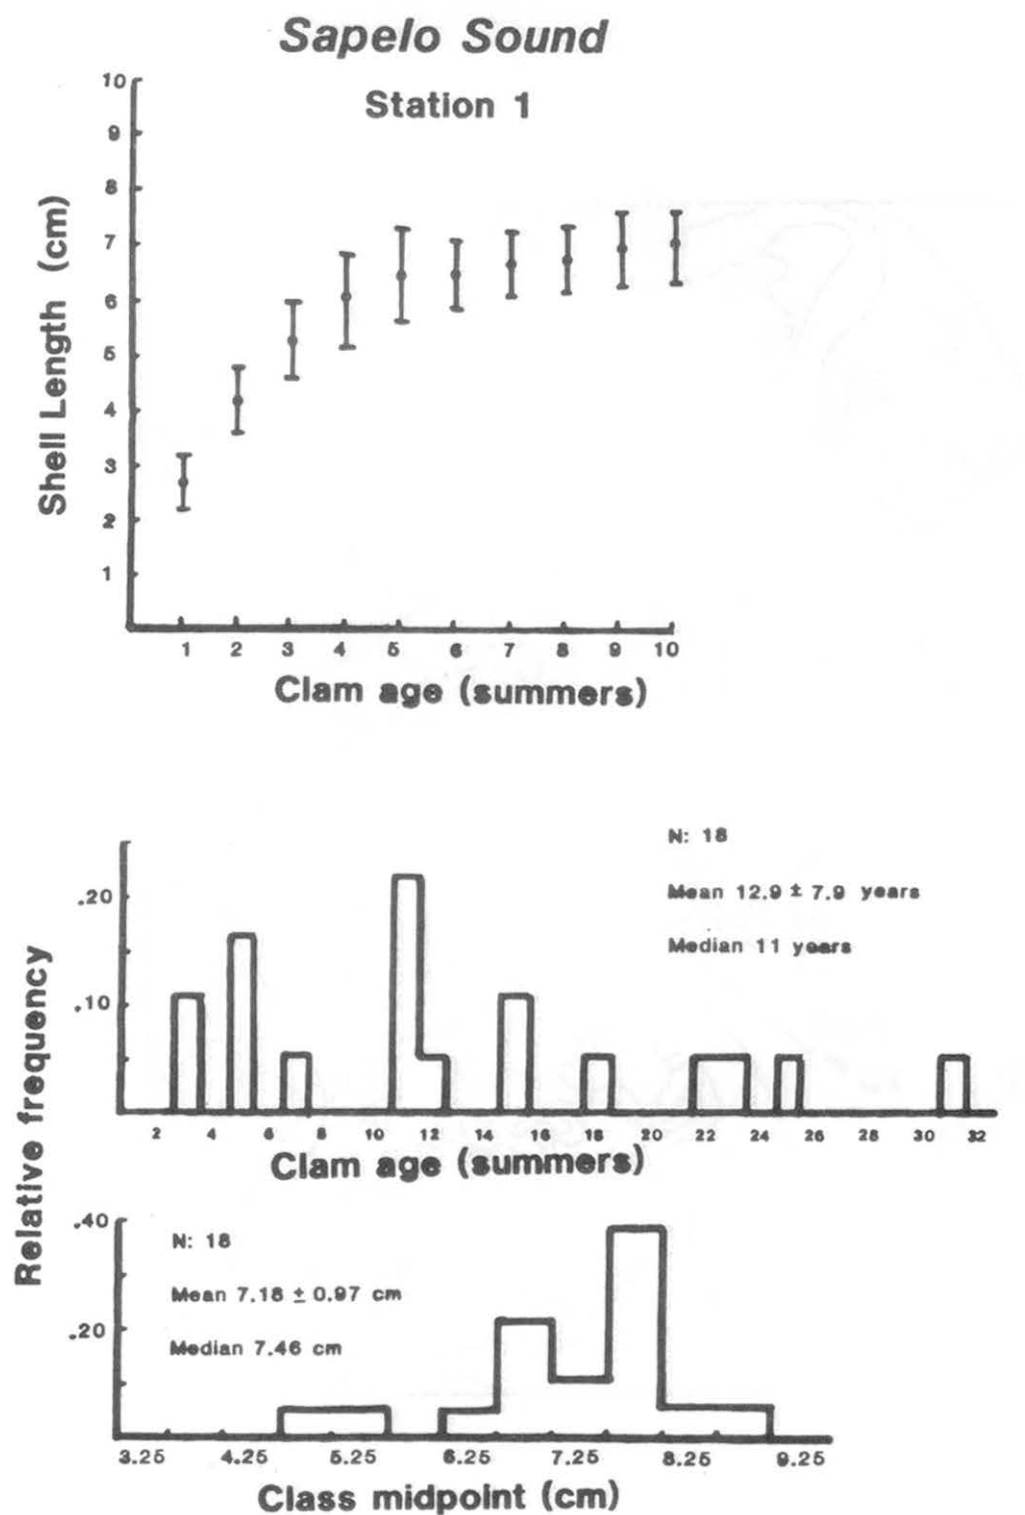 Sapelo Sound
Station 1
10
9
8
7
6
5
4
3
2
1
Shell Length (cm)
1 2 3 4 5 6 7 8 9 10
Clam age (summers)
N: 18
Mean 12.9 ± 7.9 years
Median 11 years
.20
.10
2 4 6 8 10 12 14 16 18 20 22 24 26 28 30 32
Clam age (summers)
Relative frequency
.40
.20
N: 18
Mean 7.18 ± 0.97 cm
Median 7.46 cm
3.25 4.25 5.25 6.25 7.25 8.25 9.25
Class midpoint (cm)